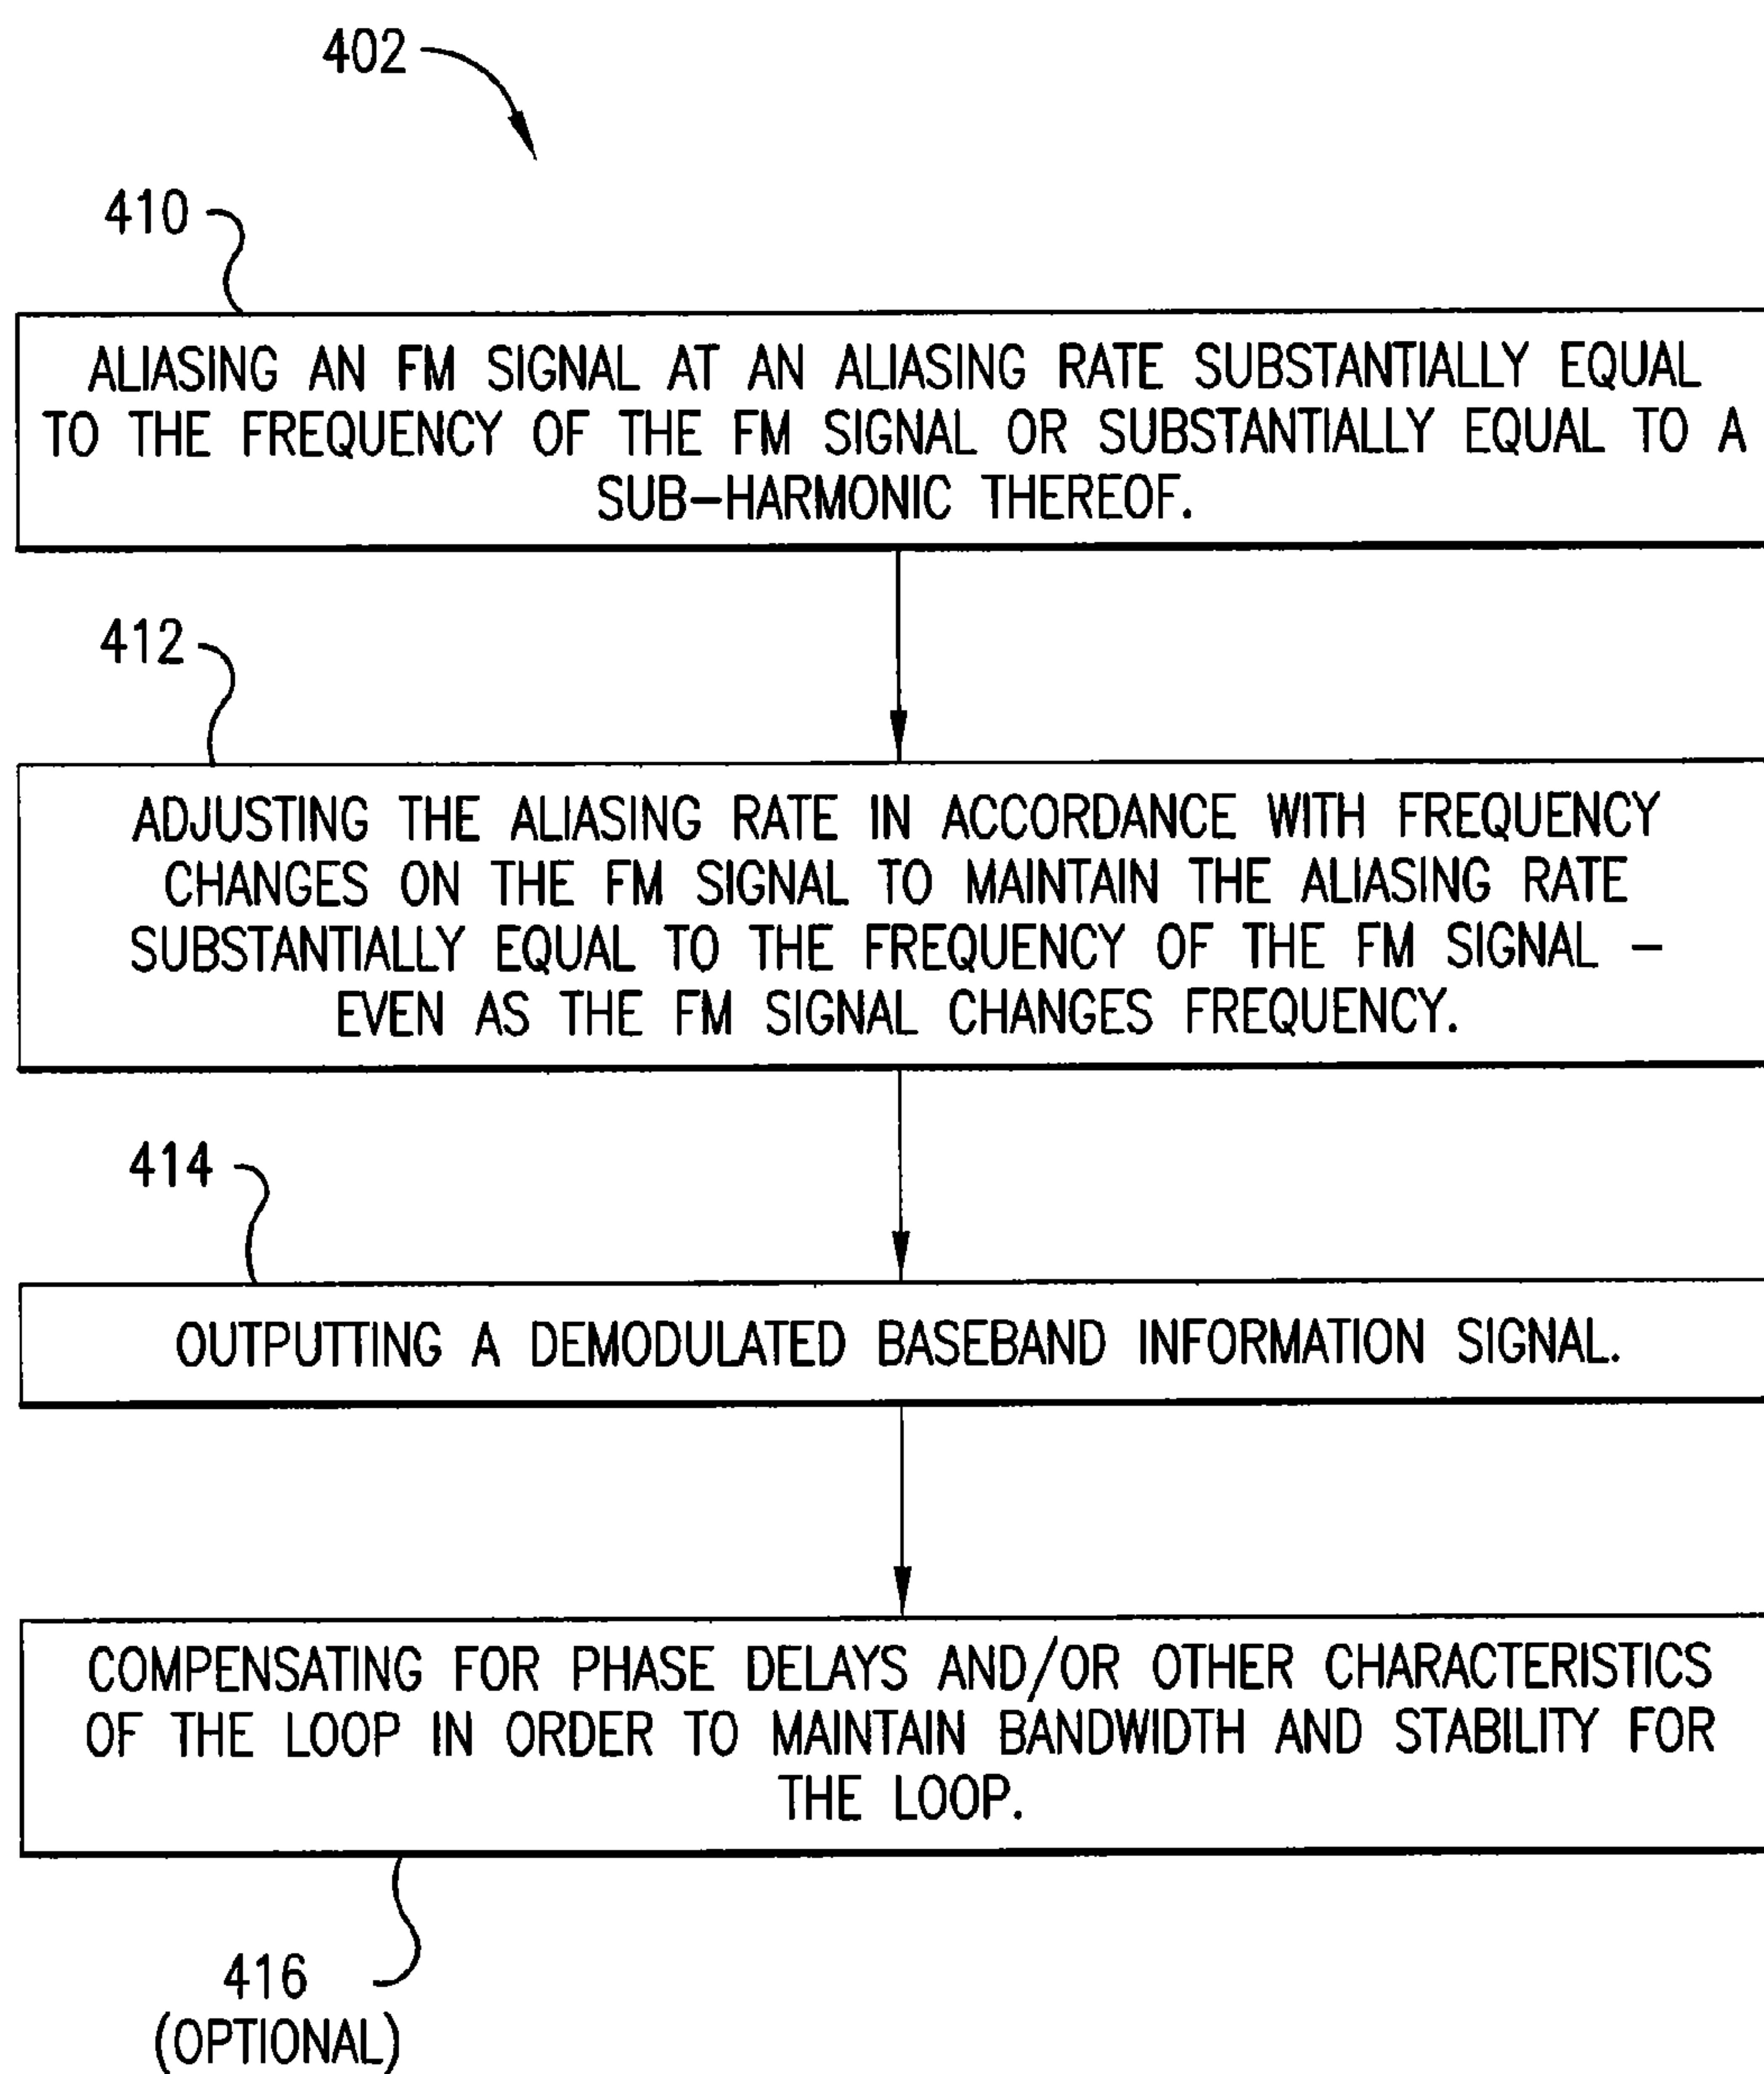 402
410
ALIASING AN FM SIGNAL AT AN ALIASING RATE SUBSTANTIALLY EQUAL
TO THE FREQUENCY OF THE FM SIGNAL OR SUBSTANTIALLY EQUAL TO A
SUB-HARMONIC THEREOF.
412
ADJUSTING THE ALIASING RATE IN ACCORDANCE WITH FREQUENCY
CHANGES ON THE FM SIGNAL TO MAINTAIN THE ALIASING RATE
SUBSTANTIALLY EQUAL TO THE FREQUENCY OF THE FM SIGNAL –
EVEN AS THE FM SIGNAL CHANGES FREQUENCY.
414
OUTPUTTING A DEMODULATED BASEBAND INFORMATION SIGNAL.
COMPENSATING FOR PHASE DELAYS AND/OR OTHER CHARACTERISTICS
OF THE LOOP IN ORDER TO MAINTAIN BANDWIDTH AND STABILITY FOR
THE LOOP.
416
(OPTIONAL)